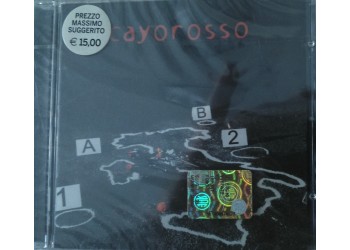 PREZZO
MASSIMO
SUGGERITO
€ 15,00
cayorosso
B
A
2
1